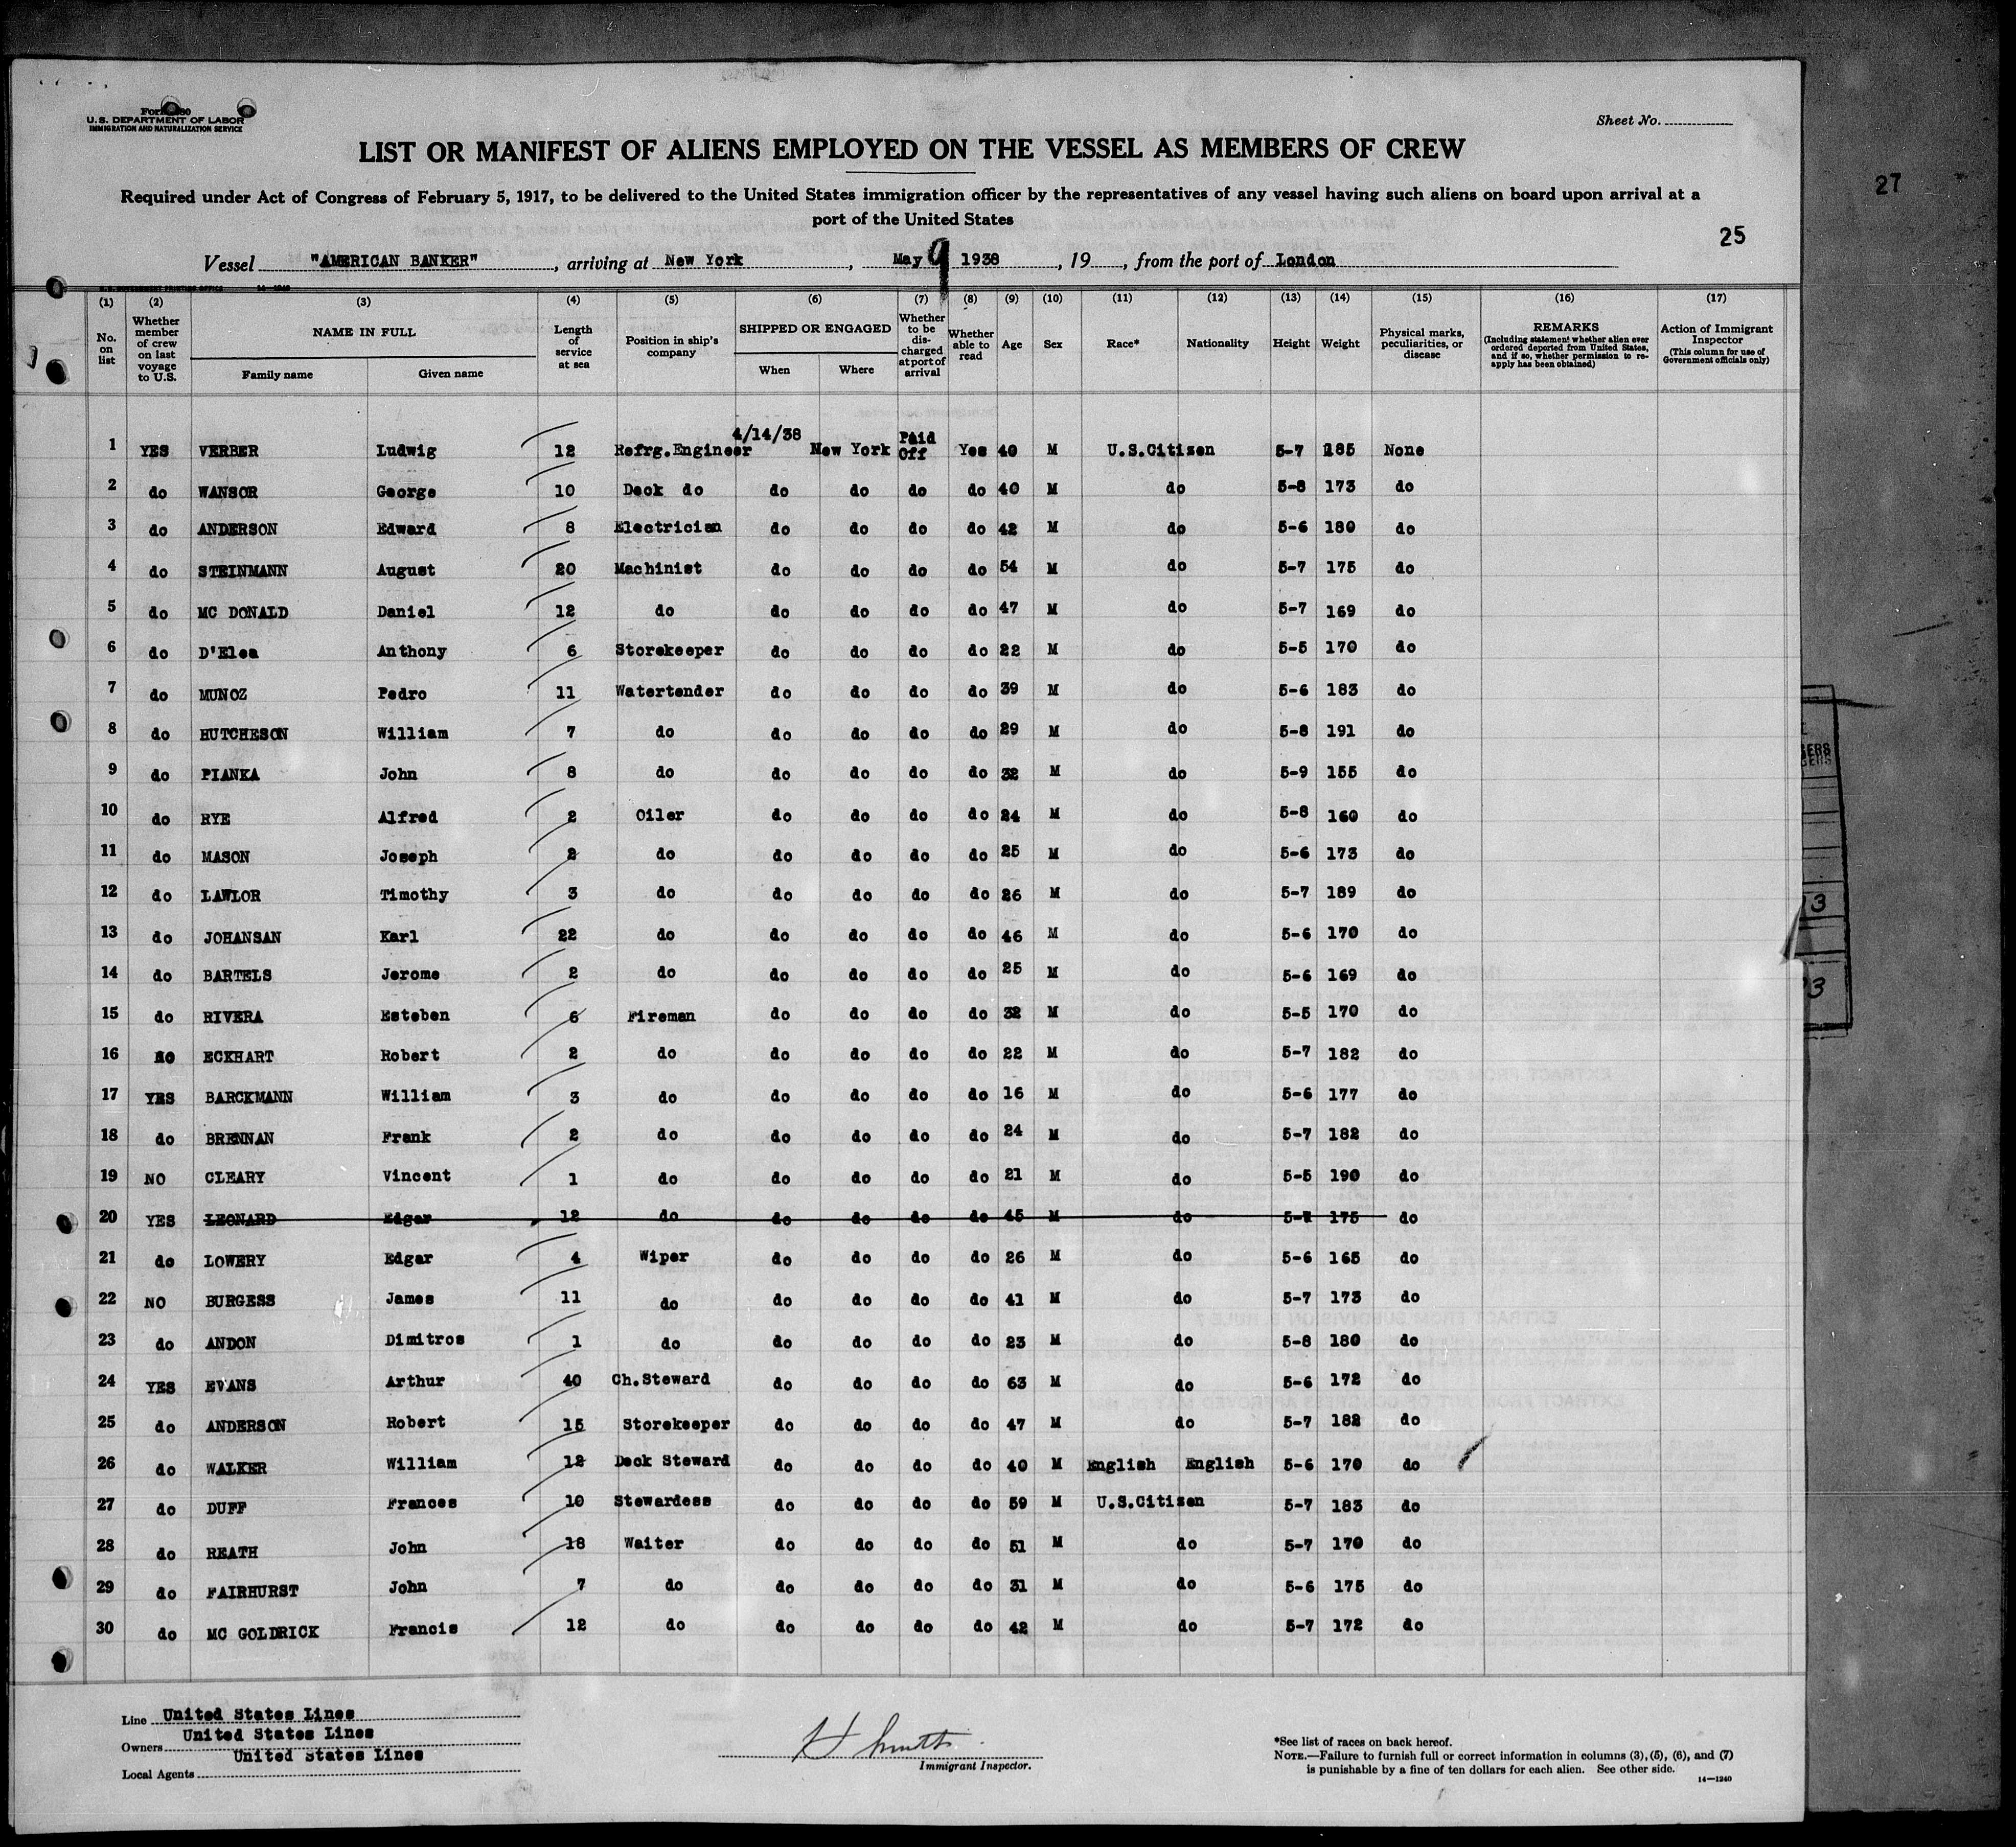 U.S. DEPARTMENT OF LABOR
IMMIGRATION AND NATURALIZATION SERVICE
Sheet No.
LIST OR MANIFEST OF ALIENS EMPLOYED ON THE VESSEL AS MEMBERS OF CREW
27
Required under Act of Congress of February 5, 1917, to be delivered to the United States immigration officer by the representatives of any vessel having such aliens on board upon arrival at a
port of the United States
25
Vessel "AMERICAN BANKER", arriving at New York, May 9 1938, 19, from the port of London
(1) (2) (3) (4) (5) (6) (7) (8) (9) (10) (11) (12) (13) (14) (15) (16) (17)
No. on list Whether member of crew on last voyage to U.S. NAME IN FULL Family name Given name Length of service at sea Position in ship's company SHIPPED OR ENGAGED When Where Whether to be discharged at port of arrival Whether able to read Age Sex Race* Nationality Height Weight Physical marks, peculiarities, or disease REMARKS (Including statement whether alien ever ordered deported from United States, and if so, whether permission to reapply has been obtained) Action of Immigrant Inspector (This column for use of Government officials only)
1 YES VERBER Ludwig 12 Refrg.Engineer 4/14/38 New York Paid Off Yes 40 M U.S.Citizen 5-7 185 None
2 do WANSOR George 10 Deck do do do do do 40 M do 5-8 173 do
3 do ANDERSON Edward 8 Electrician do do do do 42 M do 5-6 180 do
4 do STEINMANN August 20 Machinist do do do do 54 M do 5-7 175 do
5 do MC DONALD Daniel 12 do do do do do 47 M do 5-7 169 do
6 do D'Elea Anthony 6 Storekeeper do do do do 22 M do 5-5 170 do
7 do MUNOZ Pedro 11 Watertender do do do do 39 M do 5-6 183 do
8 do HUTCHESON William 7 do do do do do 29 M do 5-8 191 do
9 do PIANKA John 8 do do do do do 32 M do 5-9 155 do
10 do RYE Alfred 2 Oiler do do do do 24 M do 5-8 160 do
11 do MASON Joseph 2 do do do do do 25 M do 5-6 173 do
12 do LAWLOR Timothy 3 do do do do do 26 M do 5-7 189 do
13 do JOHANSAN Karl 22 do do do do do 46 M do 5-6 170 do
14 do BARTELS Jerome 2 do do do do do 25 M do 5-6 169 do
15 do RIVERA Esteben 6 Fireman do do do do 32 M do 5-5 170 do
16 ECKHART Robert 2 do do do do do 22 M do 5-7 182 do
17 YES BARCKMANN William 3 do do do do do 16 M do 5-6 177 do
18 do BRENNAN Frank 2 do do do do do 24 M do 5-7 182 do
19 NO CLEARY Vincent 1 do do do do do 21 M do 5-5 190 do
20 YES LEONARD Edgar 12 do do do do do 45 M do 5-7 175 do
21 do LOWERY Edgar 4 Wiper do do do do 26 M do 5-6 165 do
22 NO BURGESS James 11 do do do do do 41 M do 5-7 173 do
23 do ANDON Dimitros 1 do do do do do 23 M do 5-8 180 do
24 YES EVANS Arthur 40 Ch.Steward do do do do 63 M do 5-6 172 do
25 do ANDERSON Robert 15 Storekeeper do do do do 47 M do 5-7 182 do
26 do WALKER William 12 Deck Steward do do do do 40 M English English 5-6 170 do
27 do DUFF Frances 10 Stewardess do do do do 59 M U.S.Citizen 5-7 183 do
28 do REATH John 18 Waiter do do do do 51 M do 5-7 170 do
29 do FAIRHURST John 7 do do do do do 31 M do 5-6 175 do
30 do MC GOLDRICK Francis 12 do do do do do 42 M do 5-7 172 do
Line United States Lines
Owners United States Lines
Local Agents United States Lines
Immigrant Inspector.
*See list of races on back hereof.
NOTE.—Failure to furnish full or correct information in columns (3), (5), (6), and (7)
is punishable by a fine of ten dollars for each alien. See other side.
14—1240